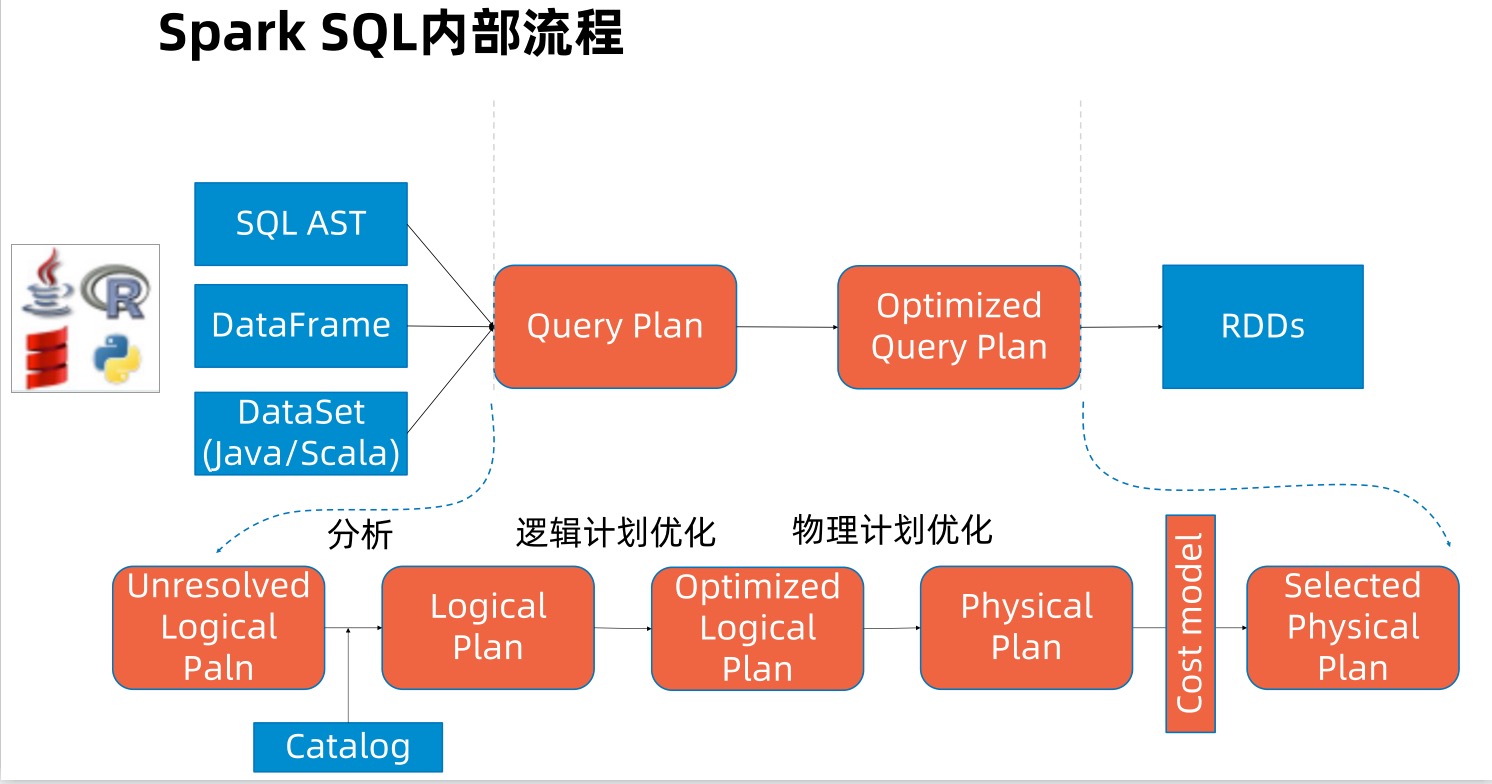 Spark SQL内部流程
SQL AST
DataFrame
DataSet
(Java/Scala)
Query Plan
Optimized
Query Plan
RDDs
分析
逻辑计划优化
物理计划优化
Unresolved
Logical
Paln
Logical
Plan
Optimized
Logical
Plan
Physical
Plan
Cost model
Selected
Physical
Plan
Catalog